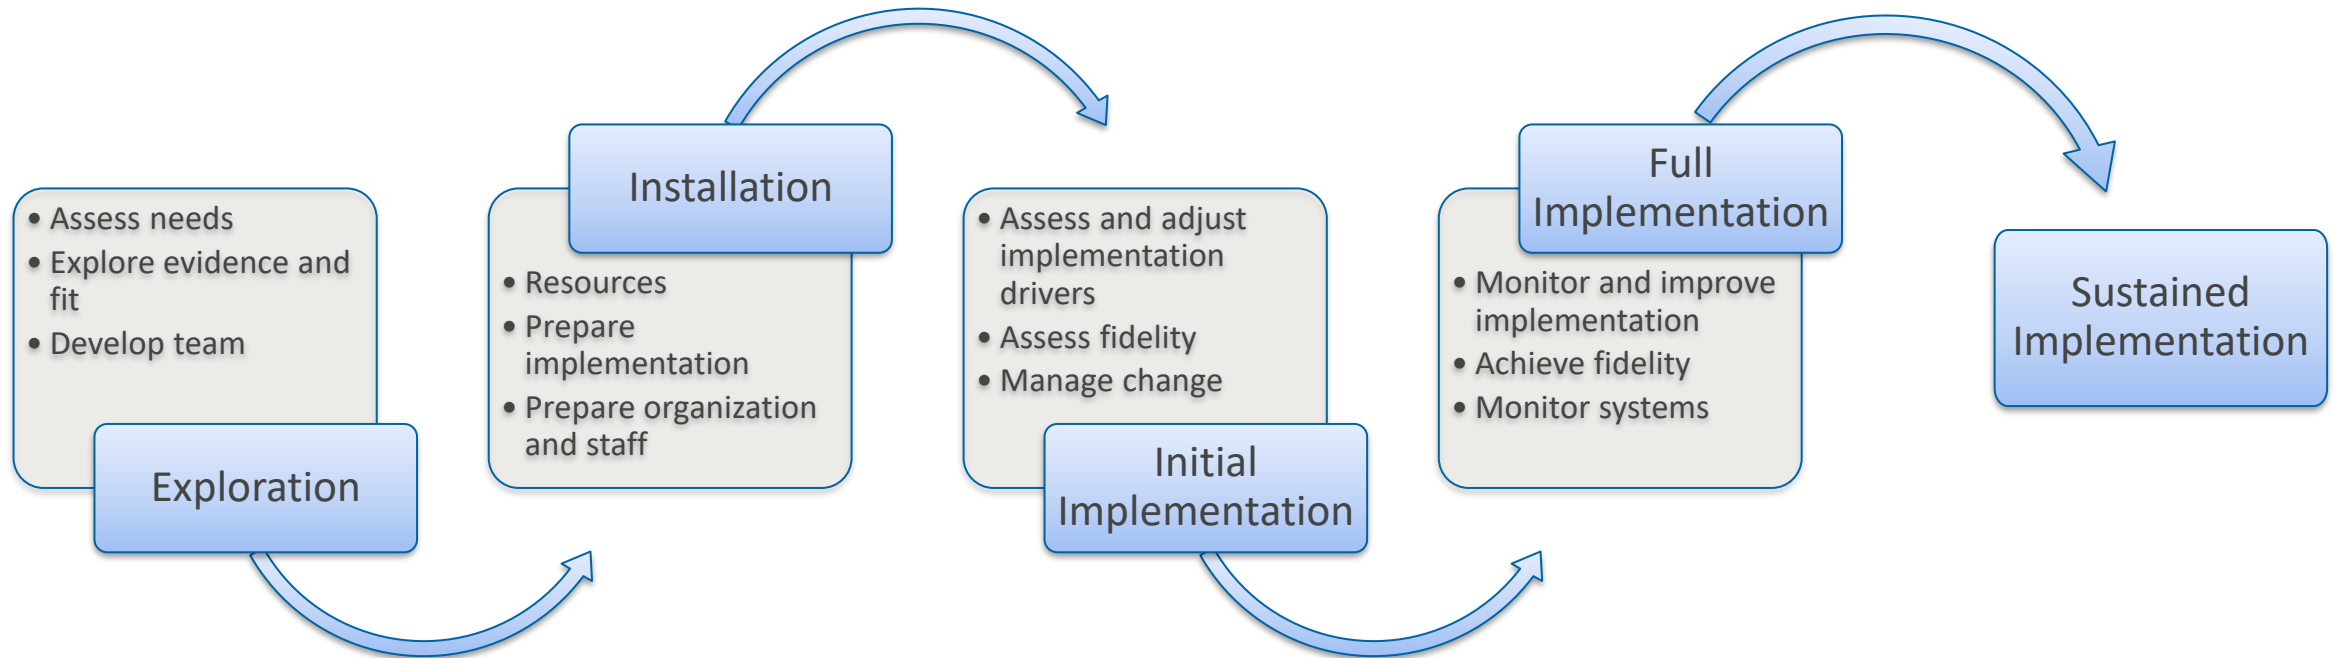 • Assess needs
• Explore evidence and
fit
• Develop team
Exploration
Installation
• Resources
• Prepare
implementation
• Prepare organization
and staff
• Assess and adjust
implementation
drivers
• Assess fidelity
• Manage change
Initial
Implementation
Full
Implementation
• Monitor and improve
implementation
• Achieve fidelity
• Monitor systems
Sustained
Implementation